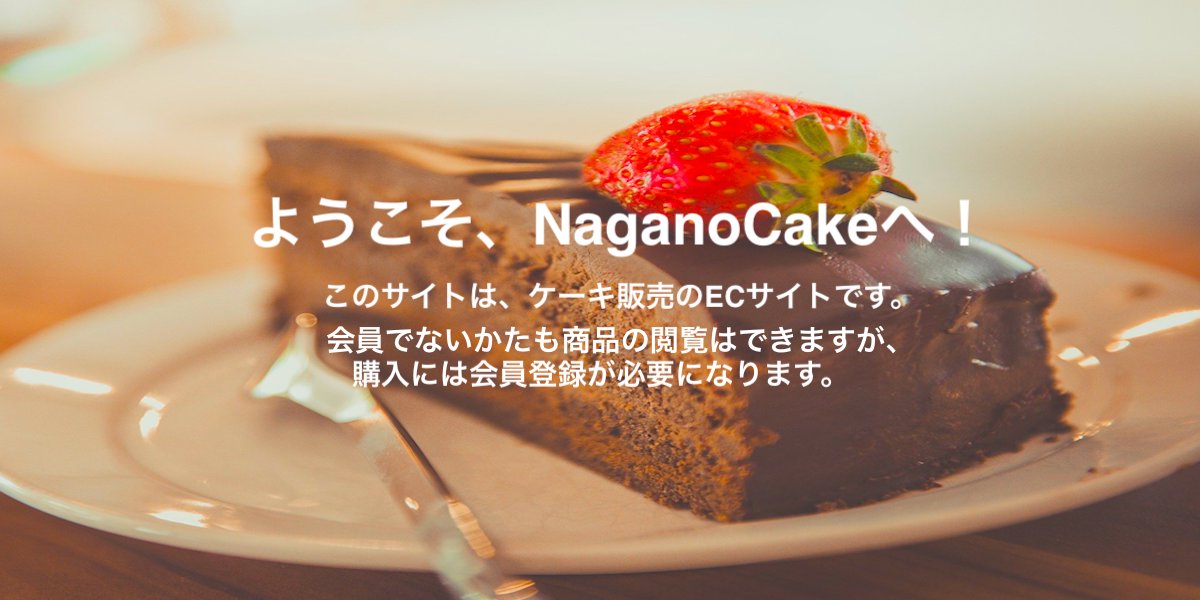 ようこそ、NaganoCakeへ！
このサイトは、ケーキ販売のECサイトです。
会員でないかたも商品の閲覧はできますが、
購入には会員登録が必要になります。